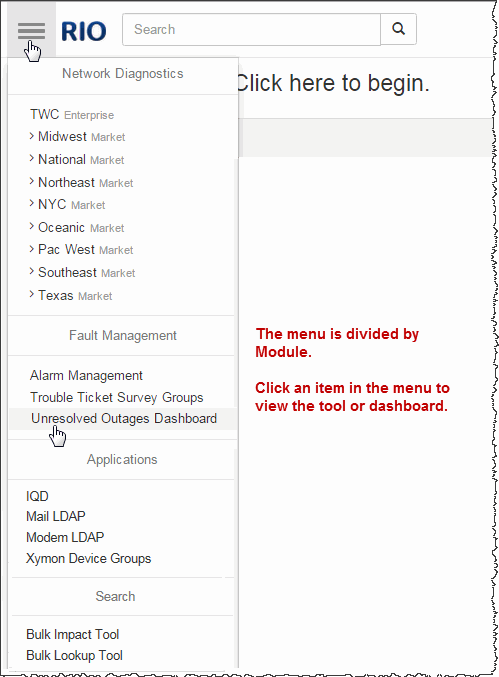 RIO
Search
Click here to begin.
Network Diagnostics
TWC Enterprise
Midwest Market
National Market
Northeast Market
NYC Market
Oceanic Market
Pac West Market
Southeast Market
Texas Market
Fault Management
Alarm Management
Trouble Ticket Survey Groups
Unresolved Outages Dashboard
Applications
IQD
Mail LDAP
Modem LDAP
Xymon Device Groups
Search
Bulk Impact Tool
Bulk Lookup Tool
The menu is divided by
Module.
Click an item in the menu to
view the tool or dashboard.